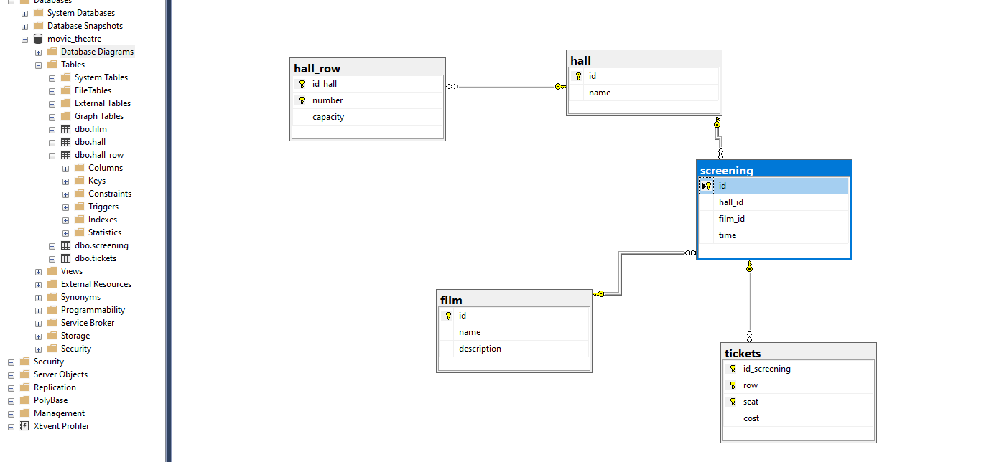 Databases
System Databases
Database Snapshots
movie_theatre
Database Diagrams
Tables
System Tables
FileTables
External Tables
Graph Tables
dbo.film
dbo.hall
dbo.hall_row
Columns
Keys
Constraints
Triggers
Indexes
Statistics
dbo.screening
dbo.tickets
Views
External Resources
Synonyms
Programmability
Service Broker
Storage
Security
Security
Server Objects
Replication
PolyBase
Management
XEvent Profiler
hall_row
id_hall
number
capacity
hall
id
name
screening
id
hall_id
film_id
time
film
id
name
description
tickets
id_screening
row
seat
cost